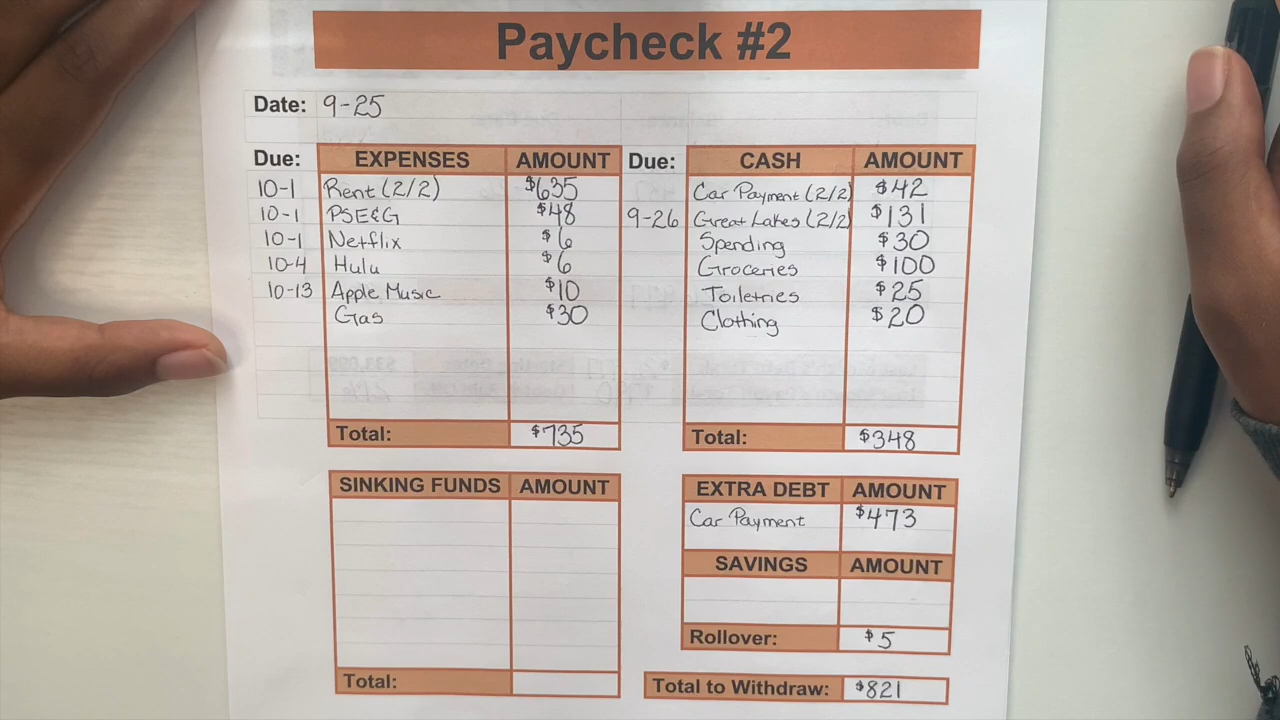 Paycheck #2
Date: 9-25
Due: EXPENSES AMOUNT
10-1 Rent (2/2) $635
10-1 PSE&G $48
10-1 Netflix $6
10-4 Hulu $6
10-13 Apple Music $10
Gas $30
Total: $735
Due: CASH AMOUNT
Car Payment (2/2) $42
9-26 Great Lakes (2/2) $131
Spending $30
Groceries $100
Toiletries $25
Clothing $20
Total: $348
SINKING FUNDS AMOUNT
Total:
EXTRA DEBT AMOUNT
Car Payment $473
SAVINGS AMOUNT
Rollover: $5
Total to Withdraw: $821